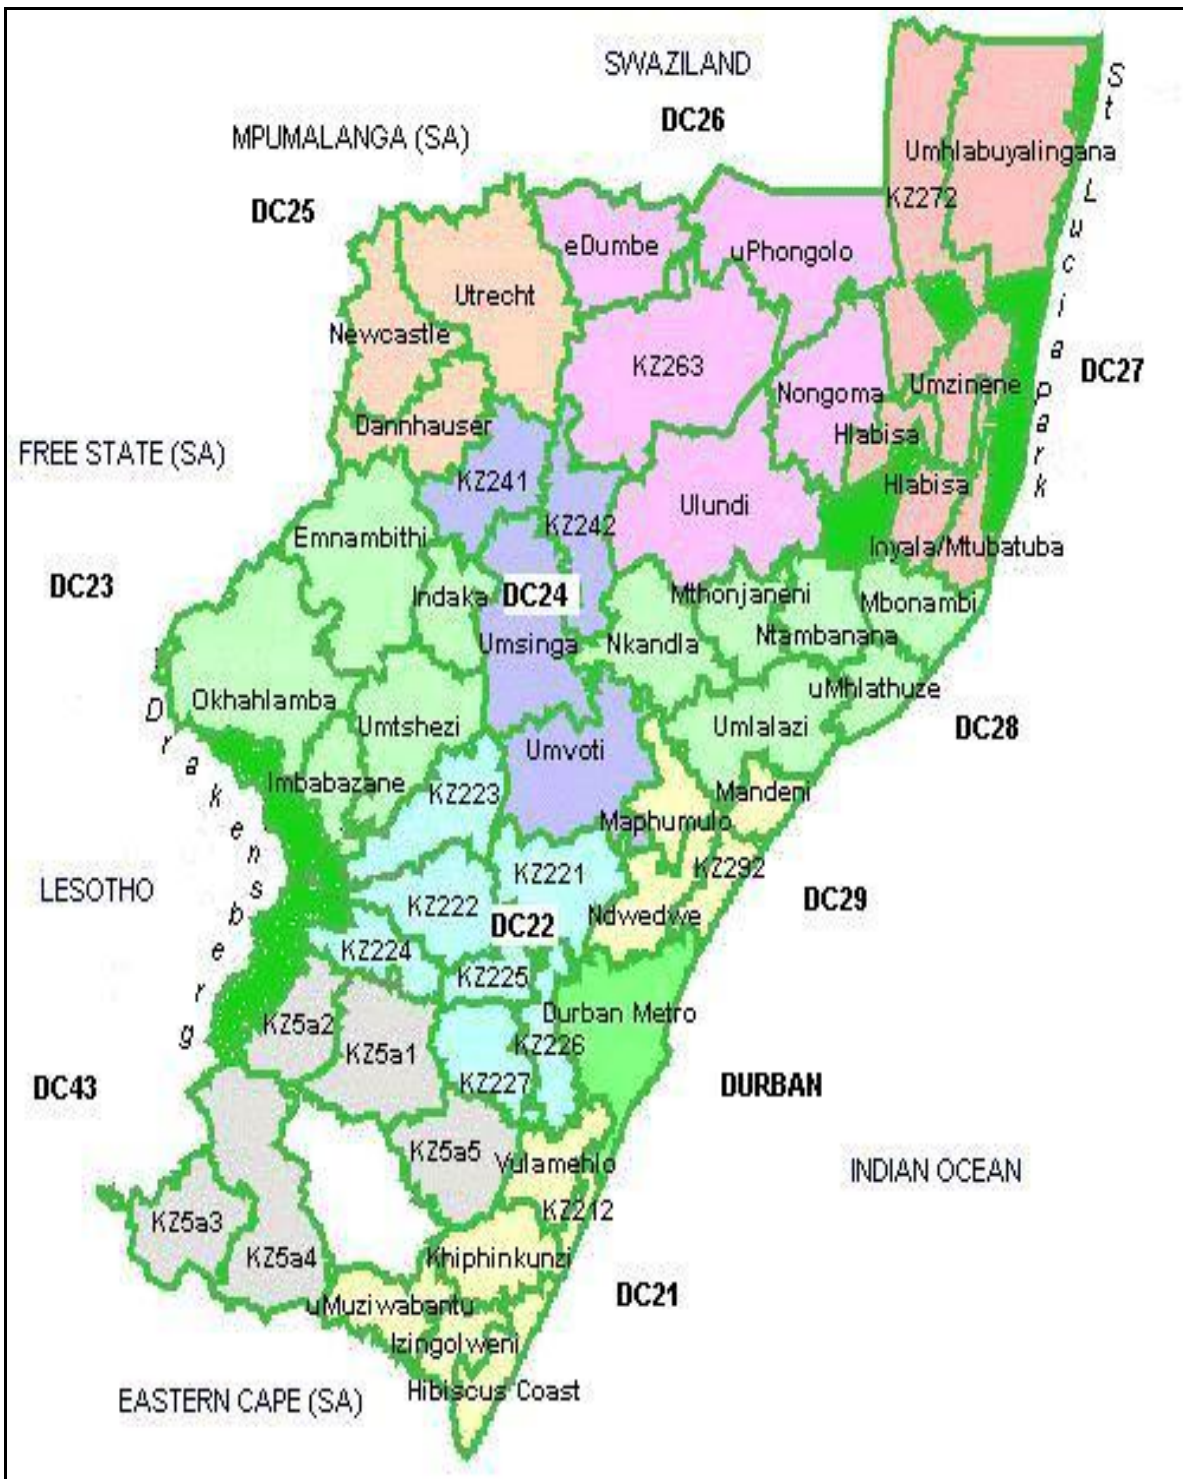 SWAZILAND
DC26
MPUMALANGA (SA)
DC25
St Lucia Park
Umhlabuyalingana
KZ272
eDumbe
uPhongolo
Utrecht
Newcastle
KZ263
DC27
Nongoma
Umzinene
Dannhauser
Hlabisa
FREE STATE (SA)
KZ241
Hlabisa
Ulundi
KZ242
Emnambithi
Inyala/Mtubatuba
DC23
Indaka
DC24
Mthonjaneni
Mbonambi
Ntambanana
Umsinga
Nkandla
uMhlathuze
Okhahlamba
Drakensberg
Umtshezi
Umlalazi
DC28
Umvoti
Imbabazane
KZ223
Mandeni
Maphumulo
KZ292
KZ221
LESOTHO
KZ222
DC29
Ndwedwe
DC22
KZ224
KZ225
Durban Metro
KZ5a2
KZ5a1
KZ226
KZ227
DC43
DURBAN
KZ5a5
Vulamehlo
INDIAN OCEAN
KZ212
KZ5a3
KZ5a4
Khiphinkunzi
DC21
uMuziwabantu
Izingolweni
Hibiscus Coast
EASTERN CAPE (SA)